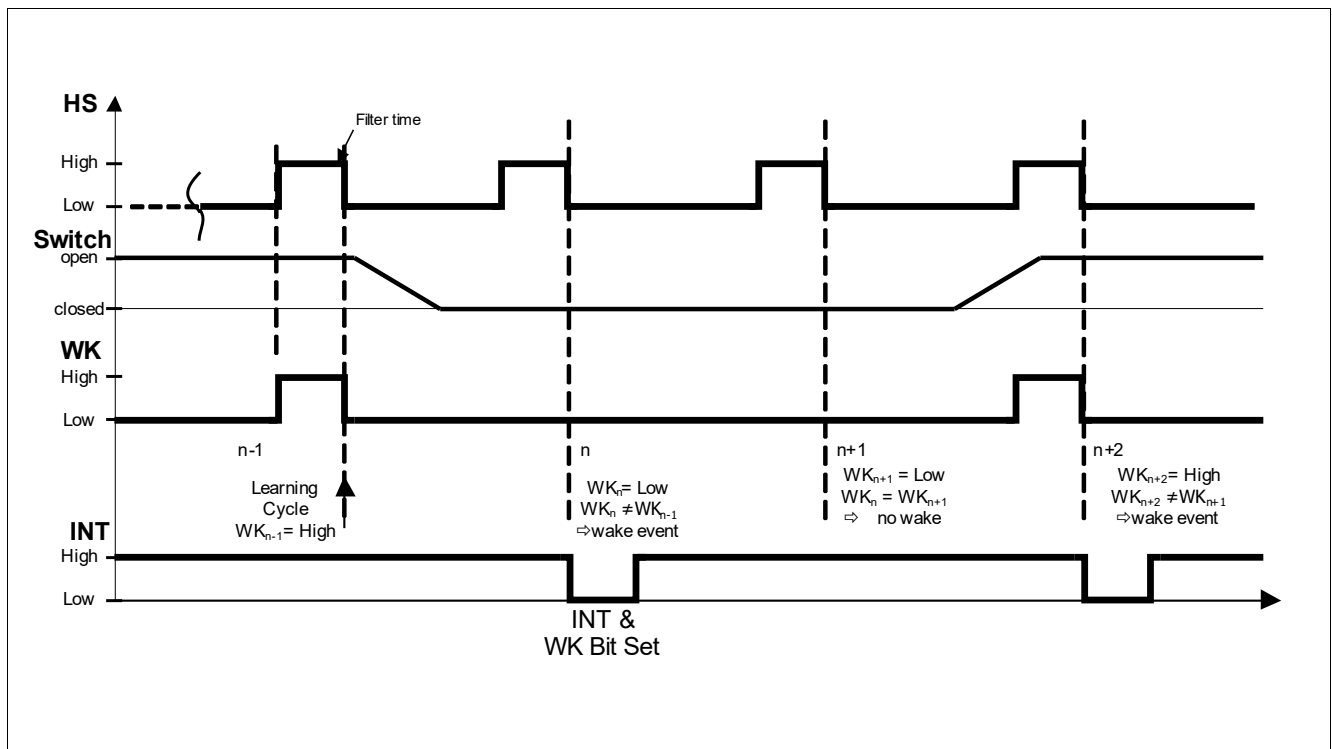 HS
Filter time
High
Low
Switch
open
closed
WK
High
Low
n-1
n
n+1
n+2
Learning
Cycle
WKn-1= High
WKn= Low
WKn ≠WKn-1
⇨wake event
WKn+1 = Low
WKn = WKn+1
⇨ no wake
WKn+2= High
WKn+2 ≠WKn+1
⇨wake event
INT
High
Low
INT &
WK Bit Set